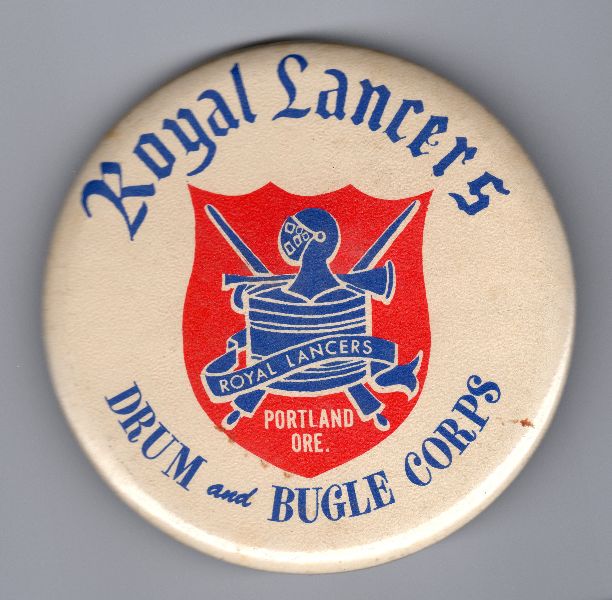 Royal Lancers
ROYAL LANCERS
PORTLAND
ORE.
DRUM and BUGLE CORPS